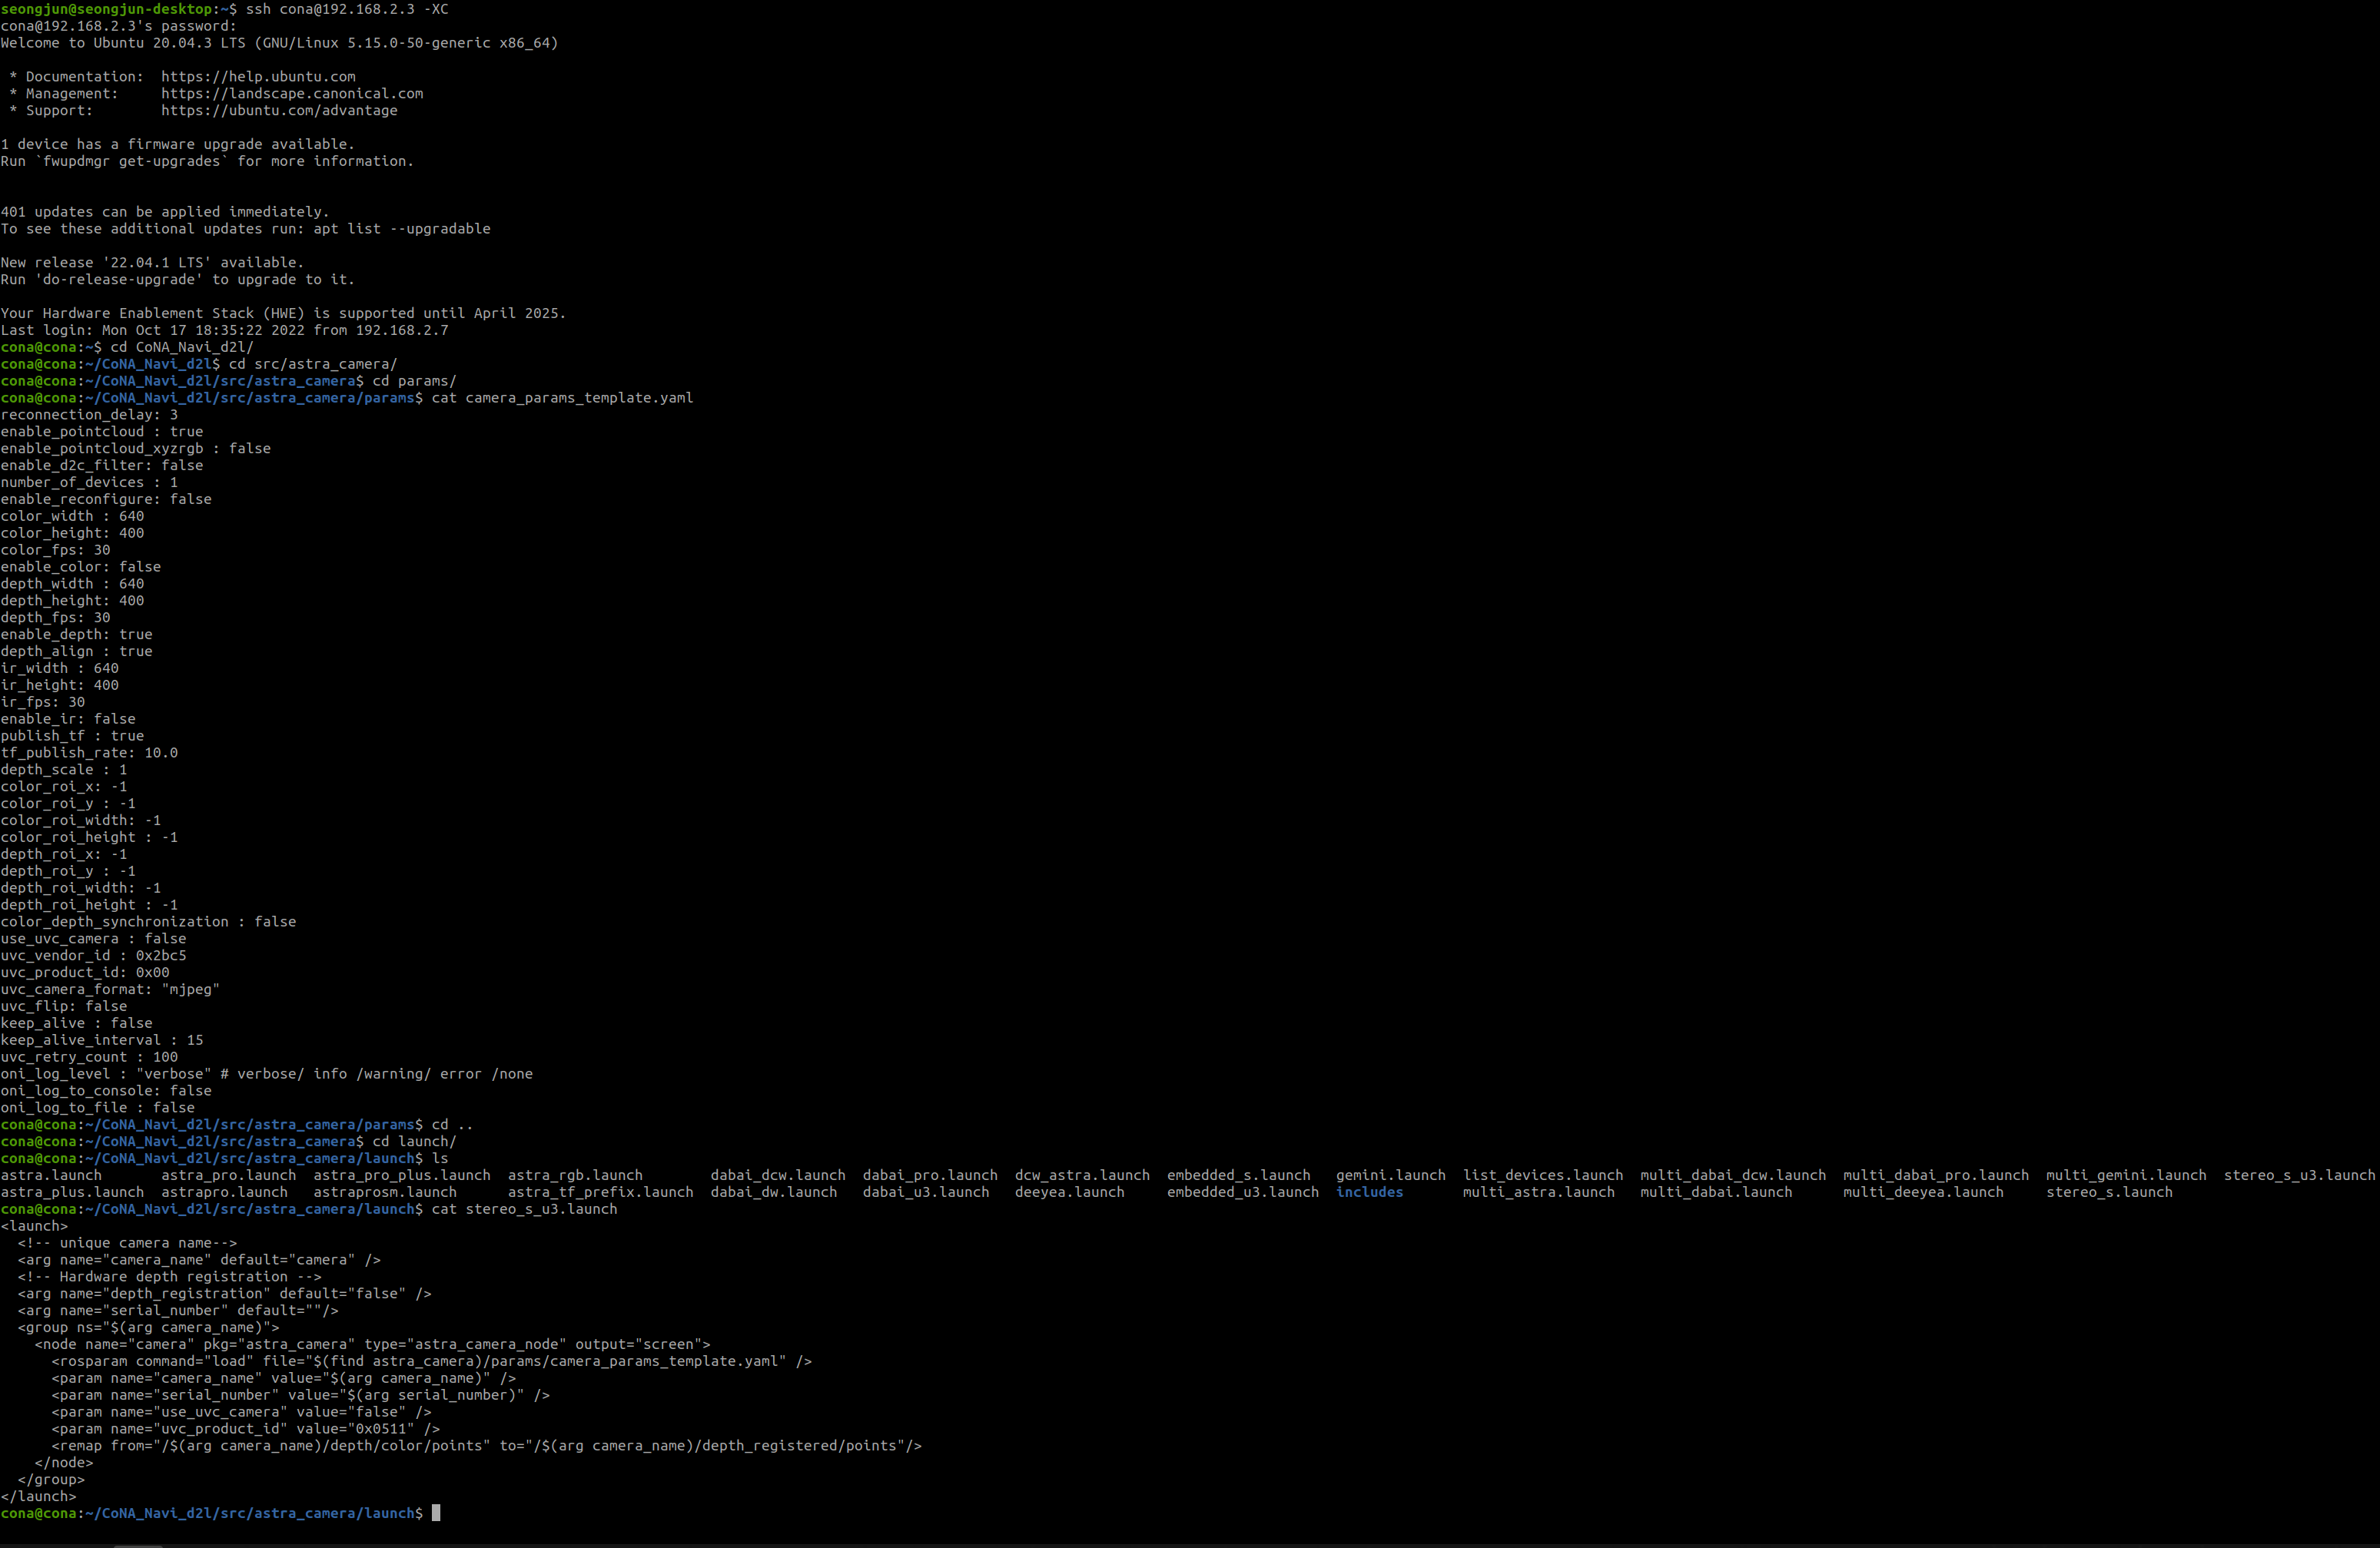 seongjun@seongjun-desktop:~$ ssh cona@192.168.2.3 -XC
cona@192.168.2.3's password:
Welcome to Ubuntu 20.04.3 LTS (GNU/Linux 5.15.0-50-generic x86_64)

 * Documentation:  https://help.ubuntu.com
 * Management:     https://landscape.canonical.com
 * Support:        https://ubuntu.com/advantage

1 device has a firmware upgrade available.
Run `fwupdmgr get-upgrades` for more information.


401 updates can be applied immediately.
To see these additional updates run: apt list --upgradable

New release '22.04.1 LTS' available.
Run 'do-release-upgrade' to upgrade to it.

Your Hardware Enablement Stack (HWE) is supported until April 2025.
Last login: Mon Oct 17 18:35:22 2022 from 192.168.2.7
cona@cona:~$ cd CoNA_Navi_d2l/
cona@cona:~/CoNA_Navi_d2l$ cd src/astra_camera/
cona@cona:~/CoNA_Navi_d2l/src/astra_camera$ cd params/
cona@cona:~/CoNA_Navi_d2l/src/astra_camera/params$ cat camera_params_template.yaml
reconnection_delay: 3
enable_pointcloud : true
enable_pointcloud_xyzrgb : false
enable_d2c_filter: false
number_of_devices : 1
enable_reconfigure: false
color_width : 640
color_height: 400
color_fps: 30
enable_color: false
depth_width : 640
depth_height: 400
depth_fps: 30
enable_depth: true
depth_align : true
ir_width : 640
ir_height: 400
ir_fps: 30
enable_ir: false
publish_tf : true
tf_publish_rate: 10.0
depth_scale : 1
color_roi_x: -1
color_roi_y : -1
color_roi_width: -1
color_roi_height : -1
depth_roi_x: -1
depth_roi_y : -1
depth_roi_width: -1
depth_roi_height : -1
color_depth_synchronization : false
use_uvc_camera : false
uvc_vendor_id : 0x2bc5
uvc_product_id: 0x00
uvc_camera_format: "mjpeg"
uvc_flip: false
keep_alive : false
keep_alive_interval : 15
uvc_retry_count : 100
oni_log_level : "verbose" # verbose/ info /warning/ error /none
oni_log_to_console: false
oni_log_to_file : false
cona@cona:~/CoNA_Navi_d2l/src/astra_camera/params$ cd ..
cona@cona:~/CoNA_Navi_d2l/src/astra_camera$ cd launch/
cona@cona:~/CoNA_Navi_d2l/src/astra_camera/launch$ ls
astra.launch       astra_pro.launch  astra_pro_plus.launch  astra_rgb.launch        dabai_dcw.launch  dabai_pro.launch  dcw_astra.launch  embedded_s.launch   gemini.launch  list_devices.launch  multi_dabai_dcw.launch  multi_dabai_pro.launch  multi_gemini.launch  stereo_s_u3.launch
astra_plus.launch  astrapro.launch   astraprosm.launch      astra_tf_prefix.launch  dabai_dw.launch   dabai_u3.launch   deeyea.launch     embedded_u3.launch  includes       multi_astra.launch   multi_dabai.launch      multi_deeyea.launch     stereo_s.launch
cona@cona:~/CoNA_Navi_d2l/src/astra_camera/launch$ cat stereo_s_u3.launch
<launch>
  <!-- unique camera name-->
  <arg name="camera_name" default="camera" />
  <!-- Hardware depth registration -->
  <arg name="depth_registration" default="false" />
  <arg name="serial_number" default=""/>
  <group ns="$(arg camera_name)">
    <node name="camera" pkg="astra_camera" type="astra_camera_node" output="screen">
      <rosparam command="load" file="$(find astra_camera)/params/camera_params_template.yaml" />
      <param name="camera_name" value="$(arg camera_name)" />
      <param name="serial_number" value="$(arg serial_number)" />
      <param name="use_uvc_camera" value="false" />
      <param name="uvc_product_id" value="0x0511" />
      <remap from="/$(arg camera_name)/depth/color/points" to="/$(arg camera_name)/depth_registered/points"/>
    </node>
  </group>
</launch>
cona@cona:~/CoNA_Navi_d2l/src/astra_camera/launch$